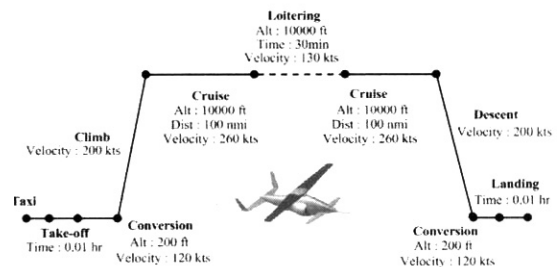 Loitering
Alt : 10000 ft
Time : 30min
Velocity : 130 kts
Cruise
Alt : 10000 ft
Dist : 100 nmi
Velocity : 260 kts
Cruise
Alt : 10000 ft
Dist : 100 nmi
Velocity : 260 kts
Climb
Velocity : 200 kts
Descent
Velocity : 200 kts
Taxi
Take-off
Time : 0.01 hr
Conversion
Alt : 200 ft
Velocity : 120 kts
Landing
Time : 0.01 hr
Conversion
Alt : 200 ft
Velocity : 120 kts